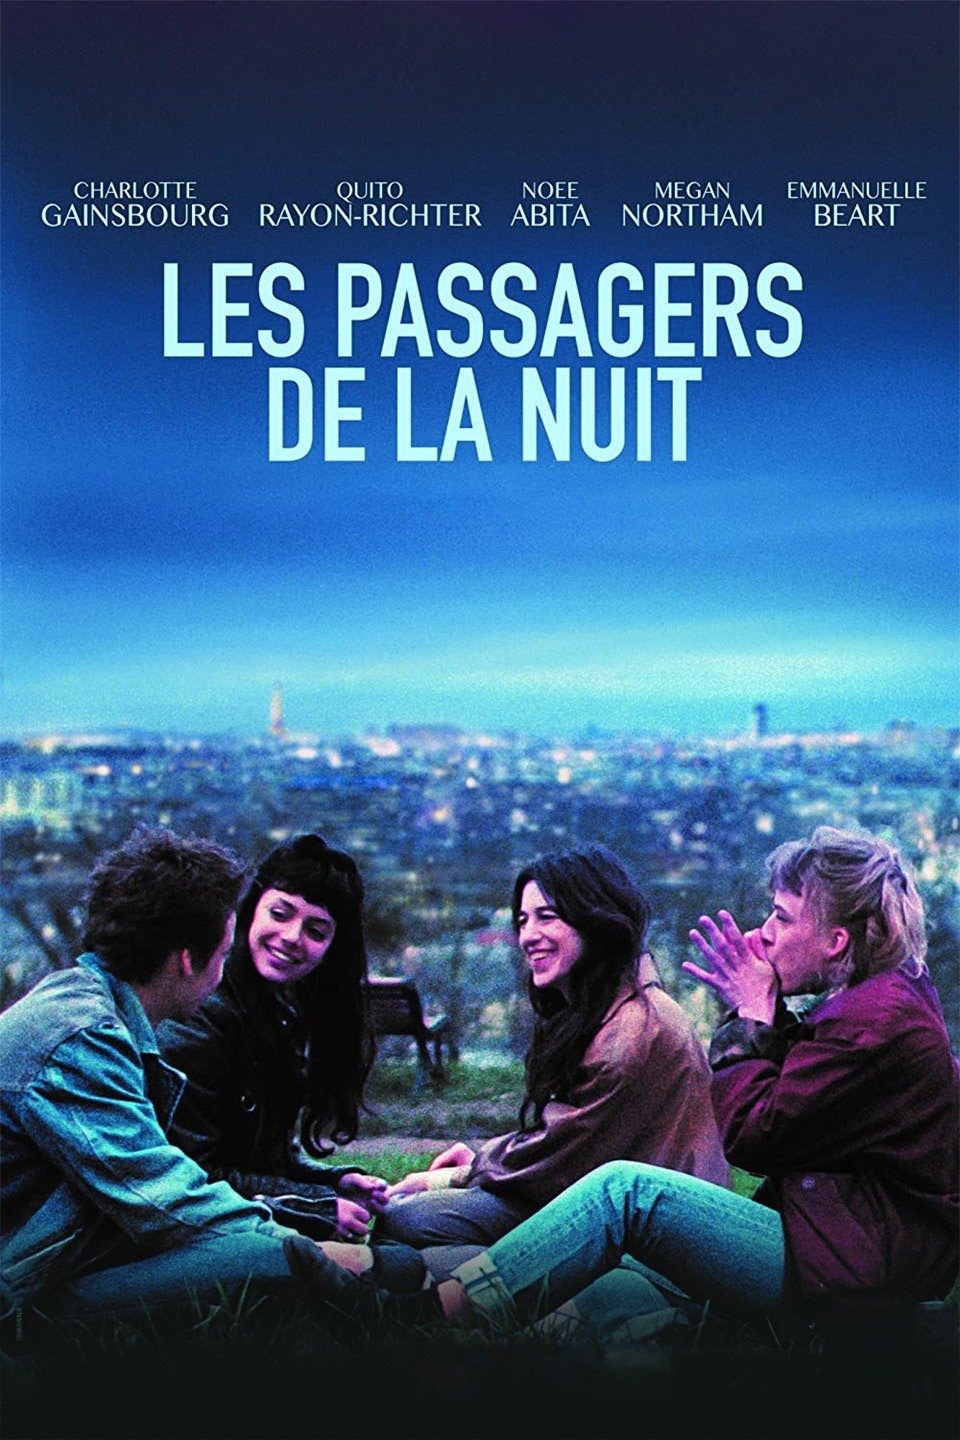 CHARLOTTE QUITO NOEE MEGAN EMMANUELLE
GAINSBOURG RAYON-RICHTER ABITA NORTHAM BEART
LES PASSAGERS
DE LA NUIT